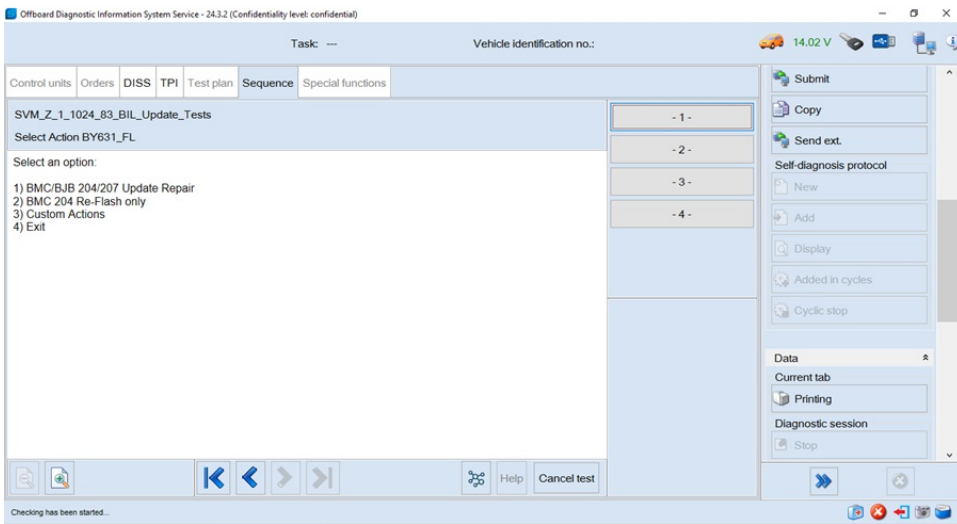 Offboard Diagnostic Information System Service - 24.3.2 (Confidentiality level: confidential)
Task: ---
Vehicle identification no.:
14.02 V
Control units
Orders
DISS
TPI
Test plan
Sequence
Special functions
SVM_Z_1_1024_83_BIL_Update_Tests
Select Action BY631_FL
Select an option:
1) BMC/BJB 204/207 Update Repair
2) BMC 204 Re-Flash only
3) Custom Actions
4) Exit
- 1 -
- 2 -
- 3 -
- 4 -
Submit
Copy
Send ext.
Self-diagnosis protocol
New
Add
Display
Added in cycles
Cyclic stop
Data
Current tab
Printing
Diagnostic session
Stop
Help
Cancel test
Checking has been started...